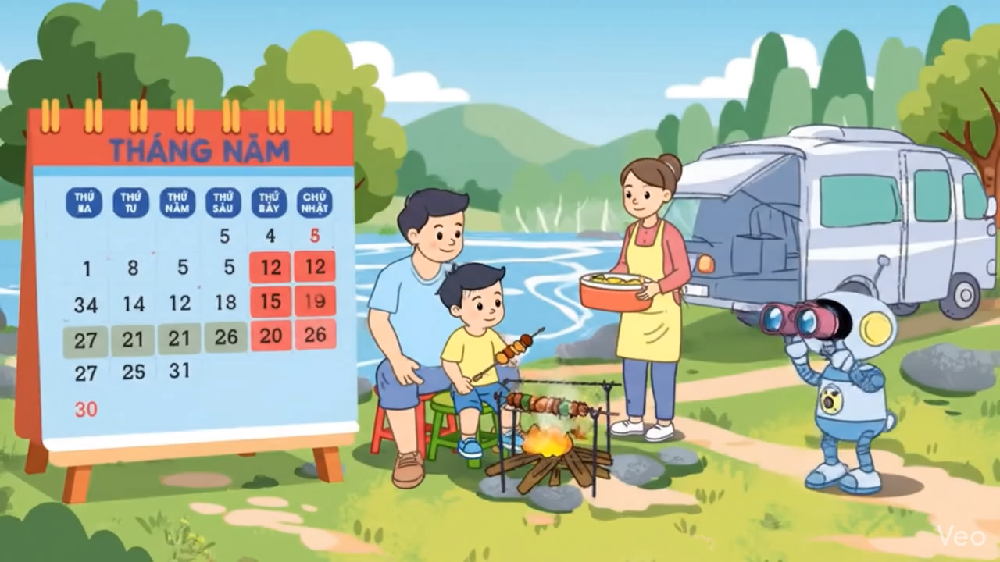 THÁNG NĂM
THỨ BA THỨ TƯ THỨ NĂM THỨ SÁU THỨ BẢY CHỦ NHẬT
5 4 5
1 8 5 5 12 12
34 14 12 18 15 19
27 21 21 26 20 26
27 25 31
30
Veo